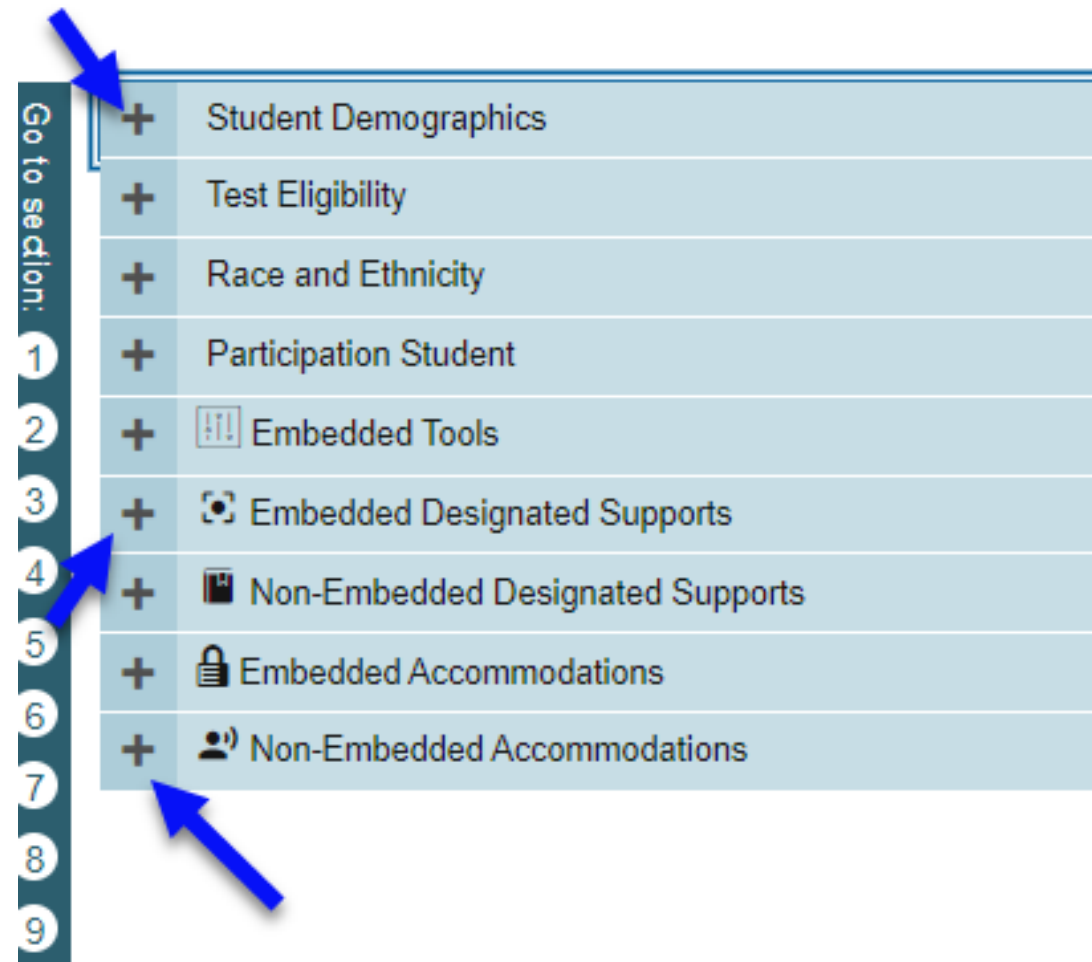 Go to section:
1
2
3
4
5
6
7
8
9
+ Student Demographics
+ Test Eligibility
+ Race and Ethnicity
+ Participation Student
+ Embedded Tools
+ Embedded Designated Supports
+ Non-Embedded Designated Supports
+ Embedded Accommodations
+ Non-Embedded Accommodations